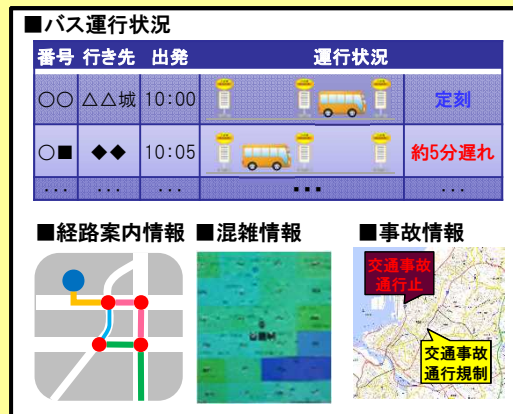 ■バス運行状況
番号 行き先 出発 運行状況
○○ △△城 10:00 定刻
○■ ◆◆ 10:05 約5分遅れ
... ... ... ... ...
■経路案内情報 ■混雑情報 ■事故情報
交通事故
通行止
交通事故
通行規制